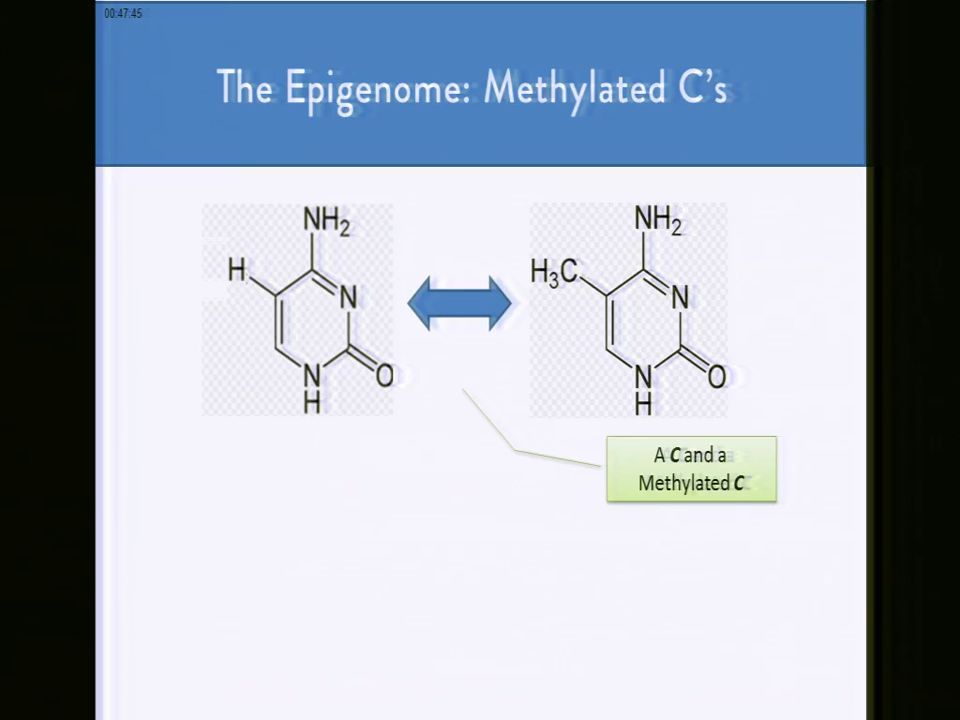 00:47:45
The Epigenome: Methylated C's
NH2
H
N
O
N
H
NH2
H3C
N
O
N
H
A C and a
Methylated C